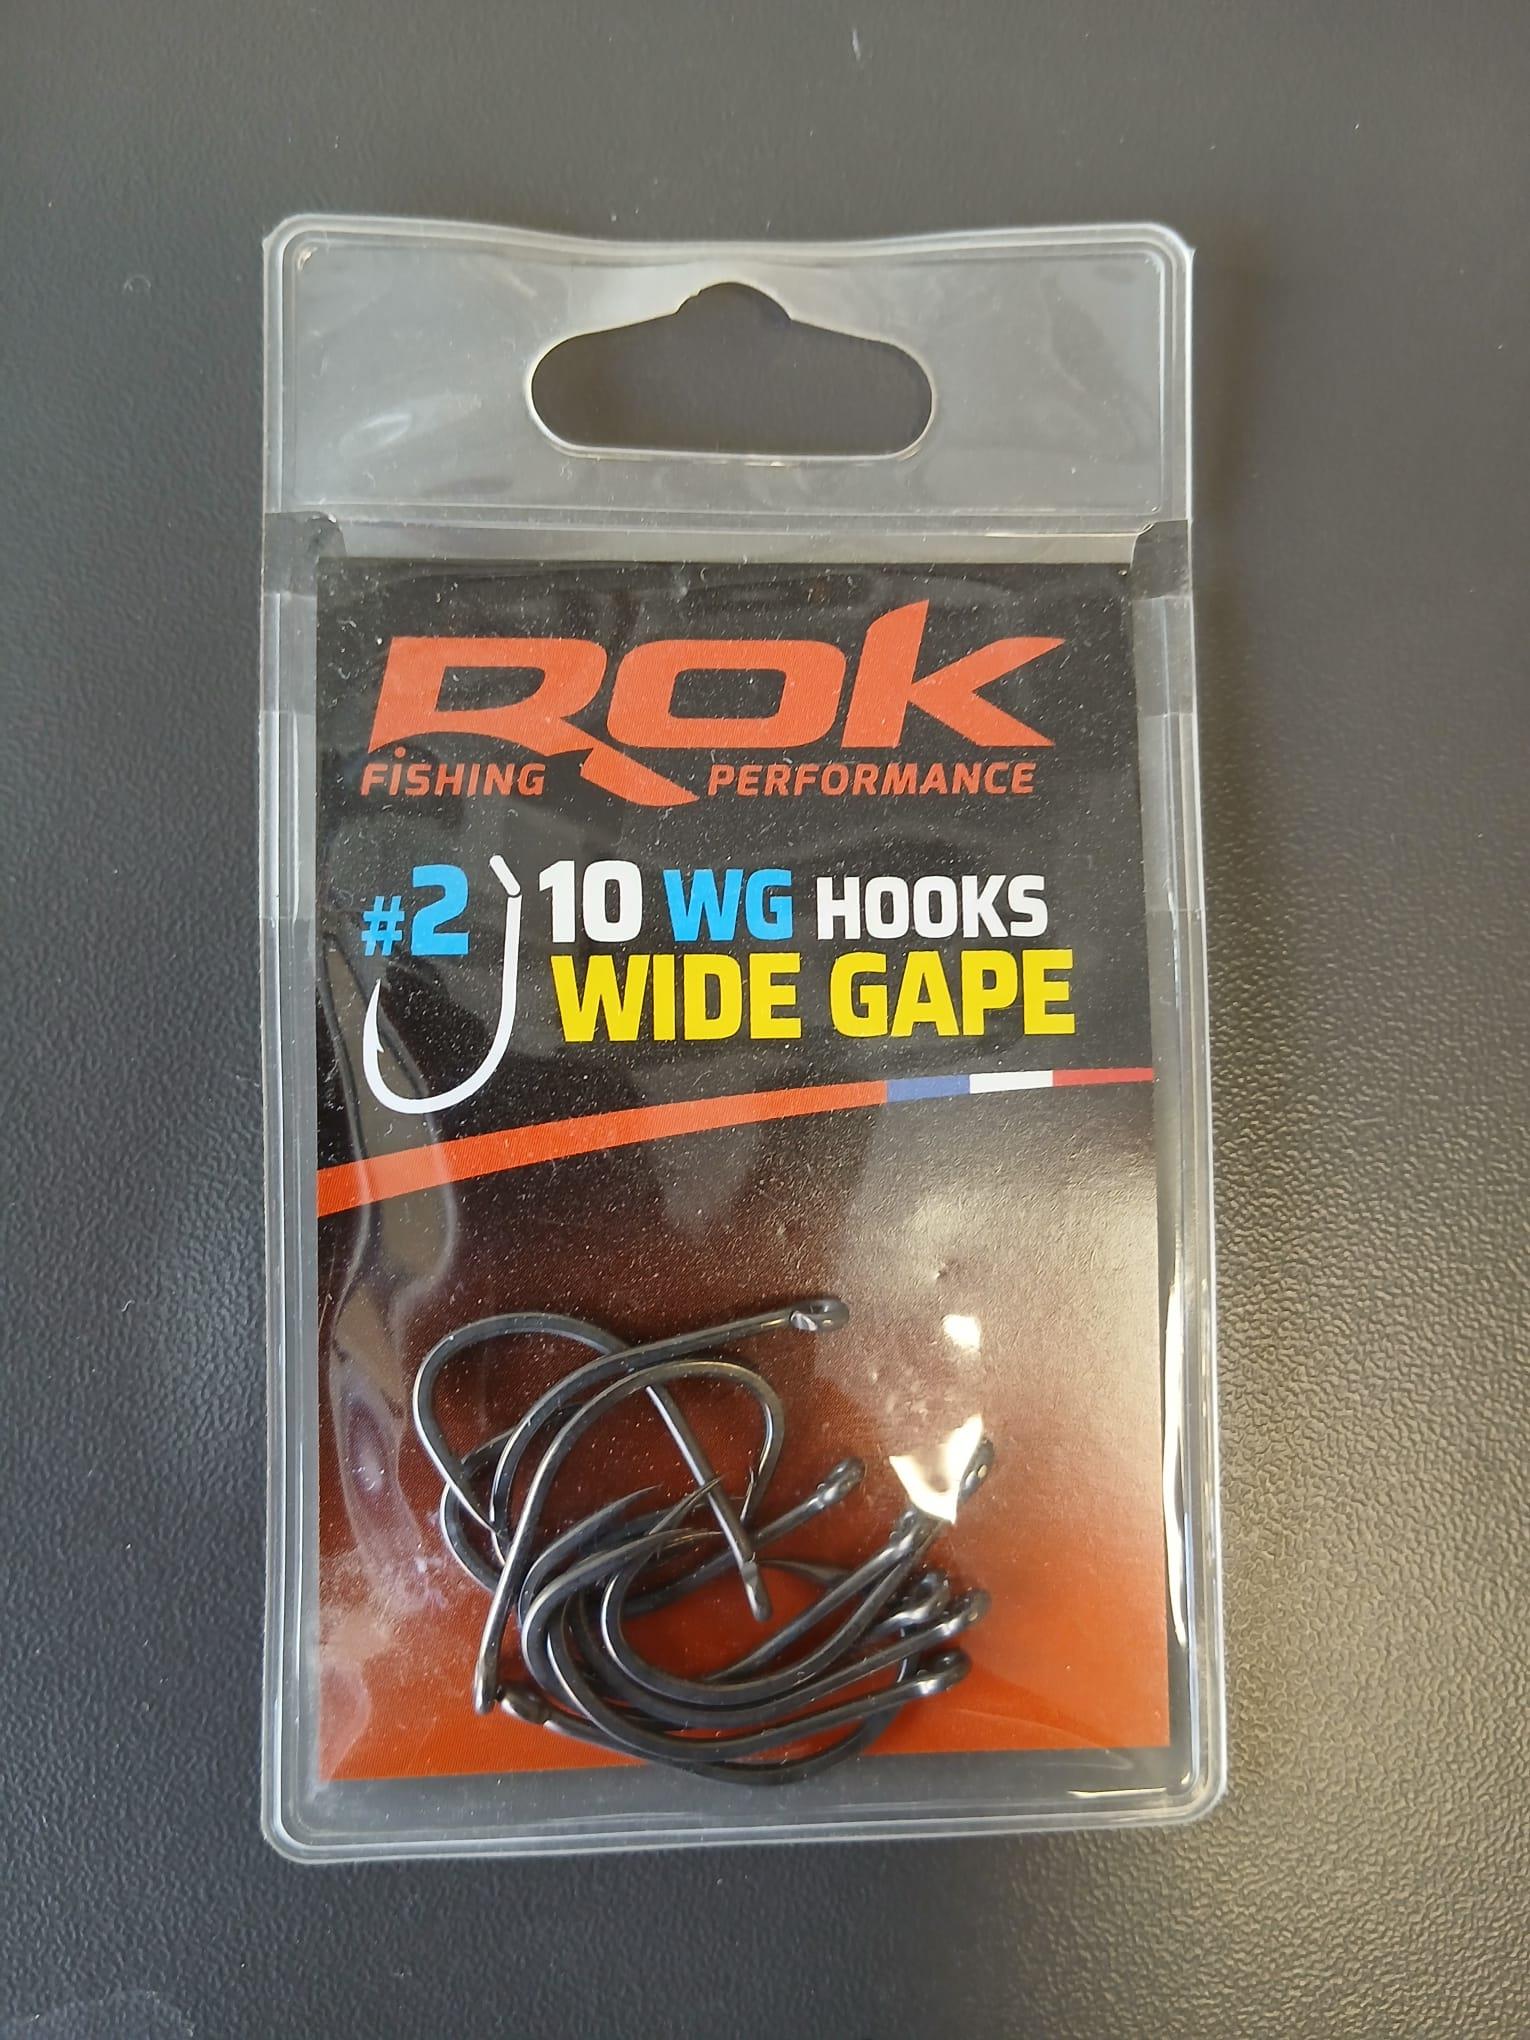 ROK
FiSHING PERFORMANCE
#2 10 WG HOOKS
WIDE GAPE